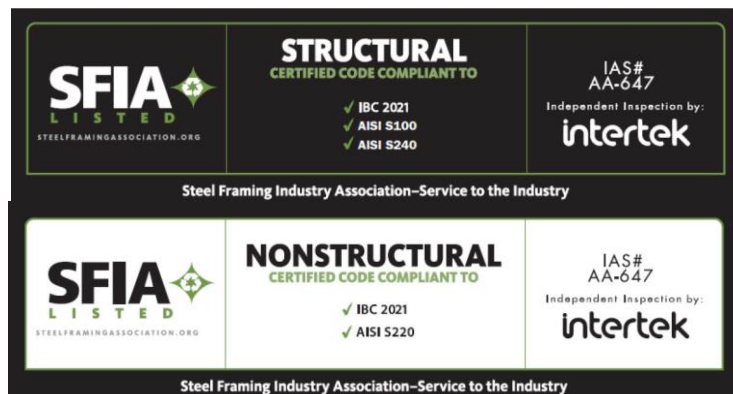 SFIA
LISTED
STEELFRAMINGASSOCIATION.ORG
STRUCTURAL
CERTIFIED CODE COMPLIANT TO
✓ IBC 2021
✓ AISI S100
✓ AISI S240
IAS#
AA-647
Independent Inspection by:
intertek
Steel Framing Industry Association–Service to the Industry
SFIA
LISTED
STEELFRAMINGASSOCIATION.ORG
NONSTRUCTURAL
CERTIFIED CODE COMPLIANT TO
✓ IBC 2021
✓ AISI S220
IAS#
AA-647
Independent Inspection by:
intertek
Steel Framing Industry Association–Service to the Industry